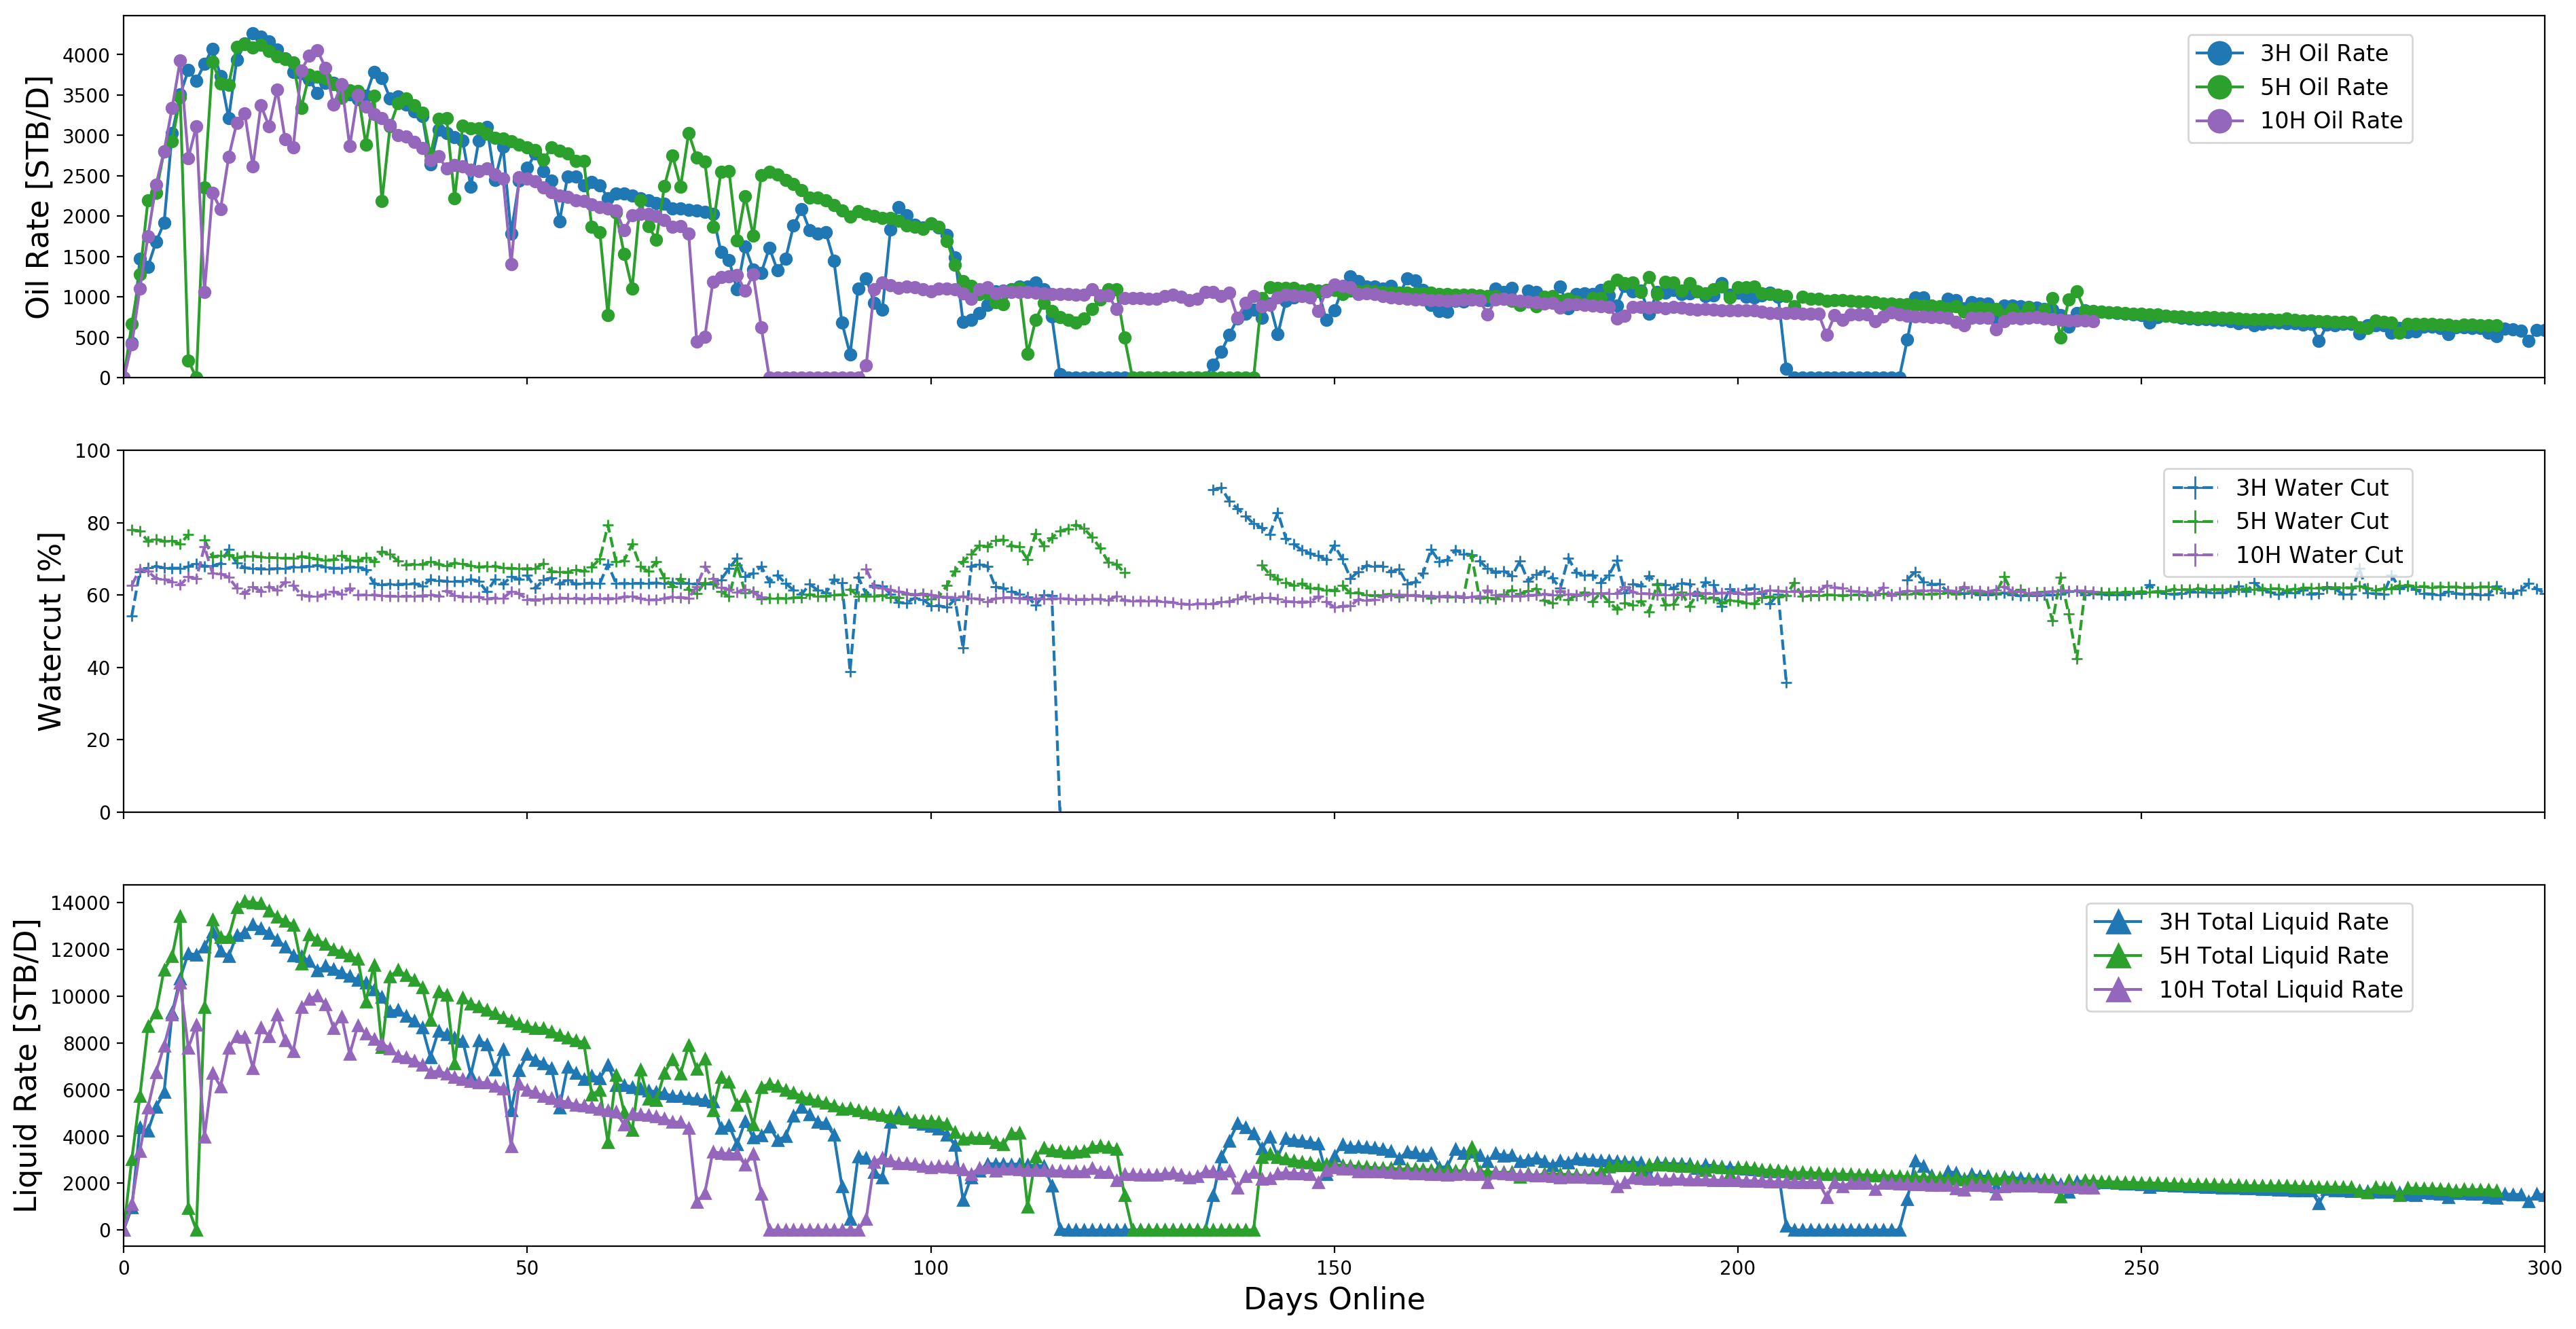 Oil Rate [STB/D]
4000
3500
3000
2500
2000
1500
1000
500
0
3H Oil Rate
5H Oil Rate
10H Oil Rate
Watercut [%]
100
80
60
40
20
0
3H Water Cut
5H Water Cut
10H Water Cut
Liquid Rate [STB/D]
14000
12000
10000
8000
6000
4000
2000
0
3H Total Liquid Rate
5H Total Liquid Rate
10H Total Liquid Rate
0 50 100 150 200 250 300
Days Online